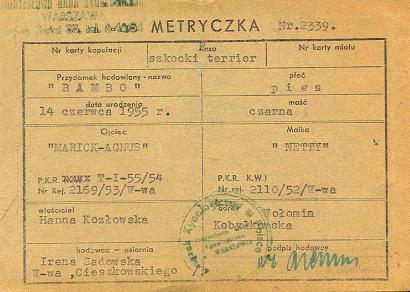 WARSZAWA
METRYCZKA Nr. 2339.
Nr karty kopulacji Rasa Nr karty miotu
szkocki terrier
Przydomek hodowlany - nazwa płeć
"BAMBO" pies
data urodzenia maść
14 czerwca 1955 r. czarna
Ojciec Matka
"MARICK-AGNUS" "NETTY"
P.K.R. T-I-55/54 P.K.R. K.W.)
Nr Rej. 2169/53/W-wa Nr rej. 2110/52/W-wa
właściciel adres Wołomin
Hanna Kozłowska Kobyłkowska
hodowca - psiarnia podpis hodowcy
Irena Sadowska
W-wa, Cieszkowskiego